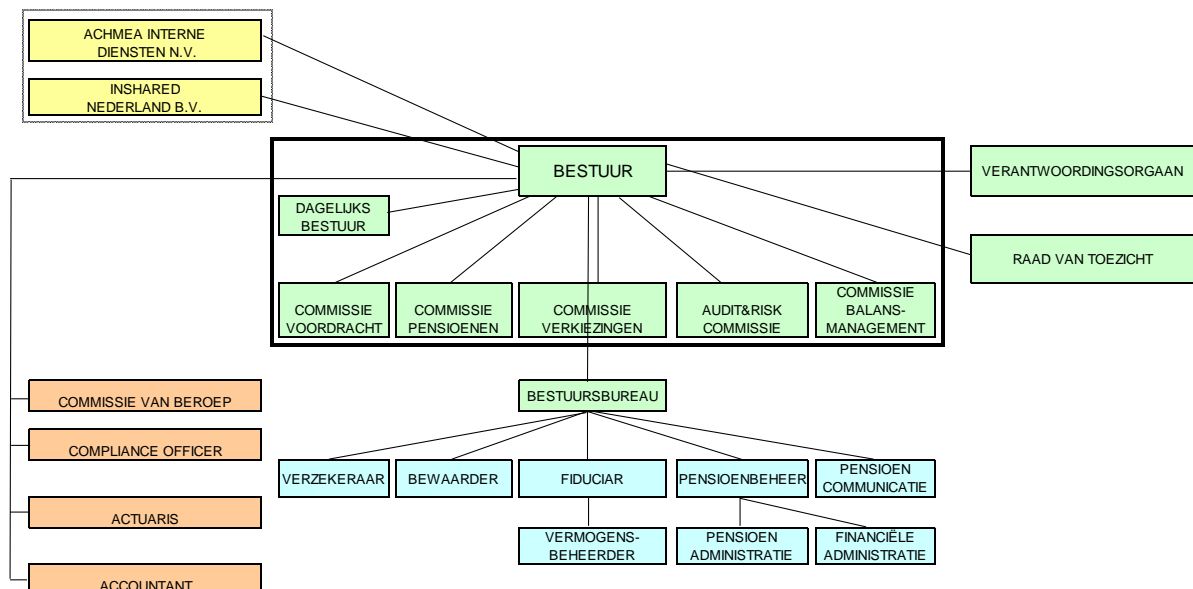 ACHMEA INTERNE
DIENSTEN N.V.
INSHARED
NEDERLAND B.V.
BESTUUR
VERANTWOORDINGSORGAAN
DAGELIJKS
BESTUUR
RAAD VAN TOEZICHT
COMMISSIE
VOORDRACHT
COMMISSIE
PENSIOENEN
COMMISSIE
VERKIEZINGEN
AUDIT&RISK
COMMISSIE
COMMISSIE
BALANS-
MANAGEMENT
COMMISSIE VAN BEROEP
BESTUURSBUREAU
COMPLIANCE OFFICER
VERZEKERAAR
BEWAARDER
FIDUCIAR
PENSIOENBEHEER
PENSIOEN
COMMUNICATIE
ACTUARIS
VERMOGENS-
BEHEERDER
PENSIOEN
ADMINISTRATIE
FINANCIËLE
ADMINISTRATIE
ACCOUNTANT